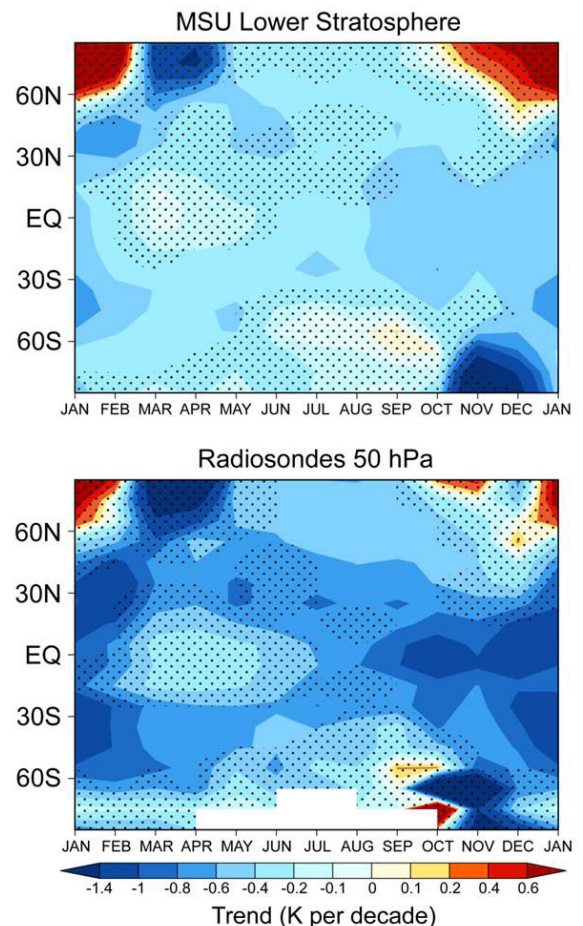 MSU Lower Stratosphere
60N
30N
EQ
30S
60S
JAN FEB MAR APR MAY JUN JUL AUG SEP OCT NOV DEC JAN
Radiosondes 50 hPa
60N
30N
EQ
30S
60S
JAN FEB MAR APR MAY JUN JUL AUG SEP OCT NOV DEC JAN
-1.4 -1 -0.8 -0.6 -0.4 -0.2 -0.1 0 0.1 0.2 0.4 0.6
Trend (K per decade)